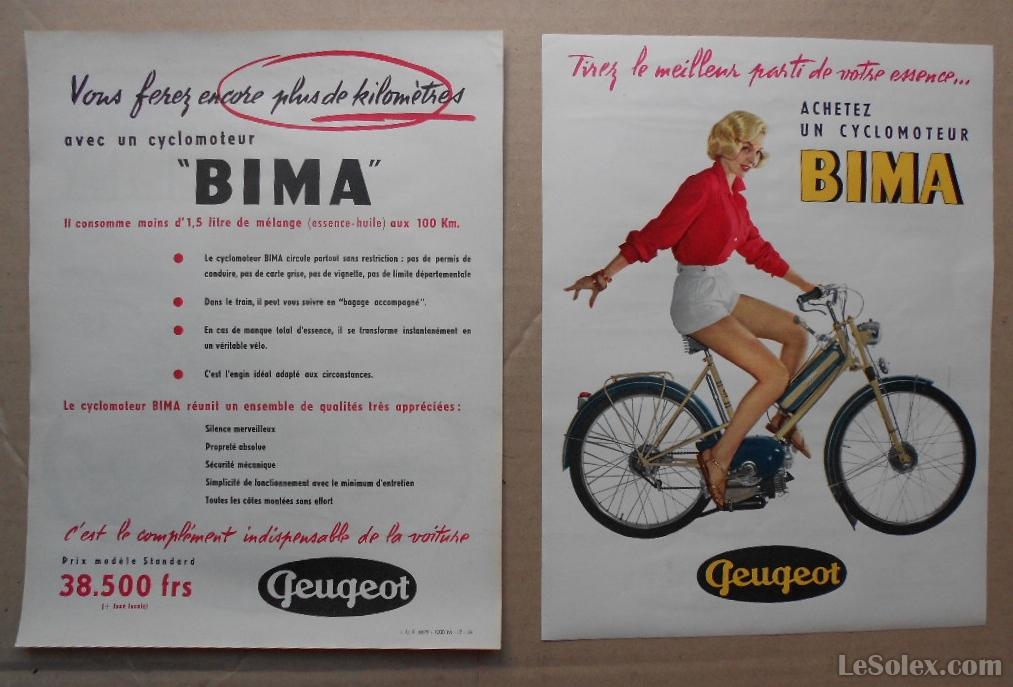 Vous ferez encore plus de kilomètres
avec un cyclomoteur
"BIMA"
Il consomme moins d'1,5 litre de mélange (essence-huile) aux 100 Km.
Le cyclomoteur BIMA circule partout sans restriction : pas de permis de
conduire, pas de carte grise, pas de vignette, pas de limite départementale
Dans le train, il peut vous suivre en "bagage accompagné".
En cas de manque total d'essence, il se transforme instantanément en
un véritable vélo.
C'est l'engin idéal adapté aux circonstances.
Le cyclomoteur BIMA réunit un ensemble de qualités très appréciées :
Silence merveilleux
Propreté absolue
Sécurité mécanique
Simplicité de fonctionnement avec le minimum d'entretien
Toutes les côtes montées sans effort
C'est le complément indispensable de la voiture
Prix modèle Standard
38.500 frs
(+ taxe locale)
Peugeot
Tirez le meilleur parti de votre essence...
ACHETEZ
UN CYCLOMOTEUR
BIMA
Peugeot
LeSolex.com